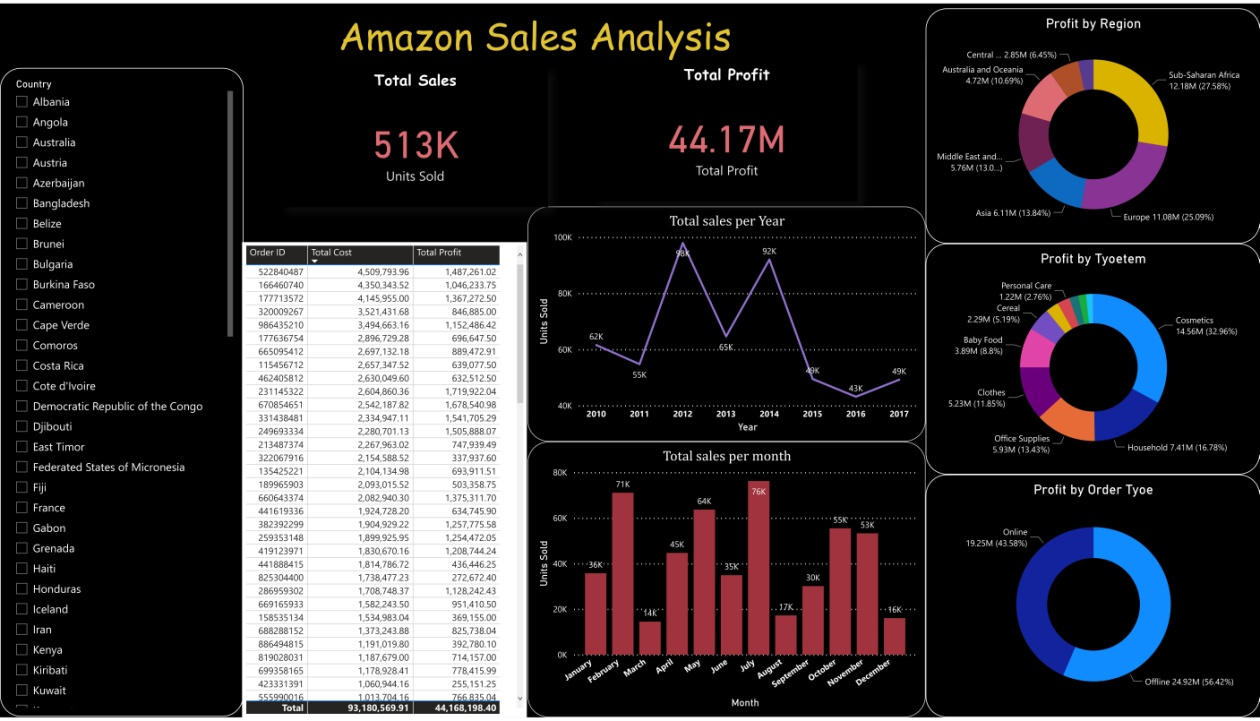 Amazon Sales Analysis
Country
Albania
Angola
Australia
Austria
Azerbaijan
Bangladesh
Belize
Brunei
Bulgaria
Burkina Faso
Cameroon
Cape Verde
Comoros
Costa Rica
Cote d'Ivoire
Democratic Republic of the Congo
Djibouti
East Timor
Federated States of Micronesia
Fiji
France
Gabon
Grenada
Haiti
Honduras
Iceland
Iran
Kenya
Kiribati
Kuwait
Total Sales
513K
Units Sold
Total Profit
44.17M
Total Profit
Order ID Total Cost Total Profit
522840487 4,509,793.96 1,487,261.02
166460740 4,350,343.52 1,046,233.75
177713572 4,145,955.00 1,367,272.50
320009267 3,521,431.68 846,885.00
986435210 3,494,663.16 1,152,486.42
177636754 2,896,729.28 696,647.50
665095412 2,697,132.18 889,472.91
115456712 2,657,347.52 639,077.50
462405812 2,630,049.60 632,512.50
231145322 2,604,860.36 1,719,922.04
670854651 2,542,187.82 1,678,540.98
331438481 2,334,947.11 1,541,705.29
249693334 2,280,701.13 1,505,888.07
213487374 2,267,963.02 747,939.49
322067916 2,154,588.52 337,937.60
135425221 2,104,134.98 693,911.51
189965903 2,093,015.52 503,358.75
660643374 2,082,940.30 1,375,311.70
441619336 1,924,728.20 634,745.90
382392299 1,904,929.22 1,257,775.58
259353148 1,899,925.95 1,254,472.05
419123971 1,830,670.16 1,208,744.24
441888415 1,814,786.72 436,446.25
825304400 1,738,477.23 272,672.40
286959302 1,708,748.37 1,128,242.43
669165933 1,582,243.50 951,410.50
158535134 1,534,983.04 369,155.00
688288152 1,373,243.88 825,738.04
886494815 1,191,019.80 392,780.10
819028031 1,187,679.00 714,157.00
699358165 1,178,928.41 778,415.99
423331391 1,060,944.16 255,151.25
555990016 1,013,704.16 766,835.04
Total 93,180,569.91 44,168,198.40
Total sales per Year
Units Sold
100K
80K
60K
40K
62K
55K
98K
65K
92K
49K
43K
49K
2010 2011 2012 2013 2014 2015 2016 2017
Year
Total sales per month
Units Sold
80K
60K
40K
20K
0K
36K
71K
14K
45K
64K
35K
76K
17K
30K
55K
53K
16K
January February March April May June July August September October November December
Month
Profit by Region
Central ... 2.85M (6.45%)
Australia and Oceania
4.72M (10.69%)
Middle East and...
5.76M (13.0...)
Asia 6.11M (13.84%)
Europe 11.08M (25.09%)
Sub-Saharan Africa
12.18M (27.58%)
Profit by Tyoetem
Personal Care
1.22M (2.76%)
Cereal
2.29M (5.19%)
Baby Food
3.89M (8.8%)
Clothes
5.23M (11.85%)
Office Supplies
5.93M (13.43%)
Household 7.41M (16.78%)
Cosmetics
14.56M (32.96%)
Profit by Order Tyoe
Online
19.25M (43.58%)
Offline 24.92M (56.42%)